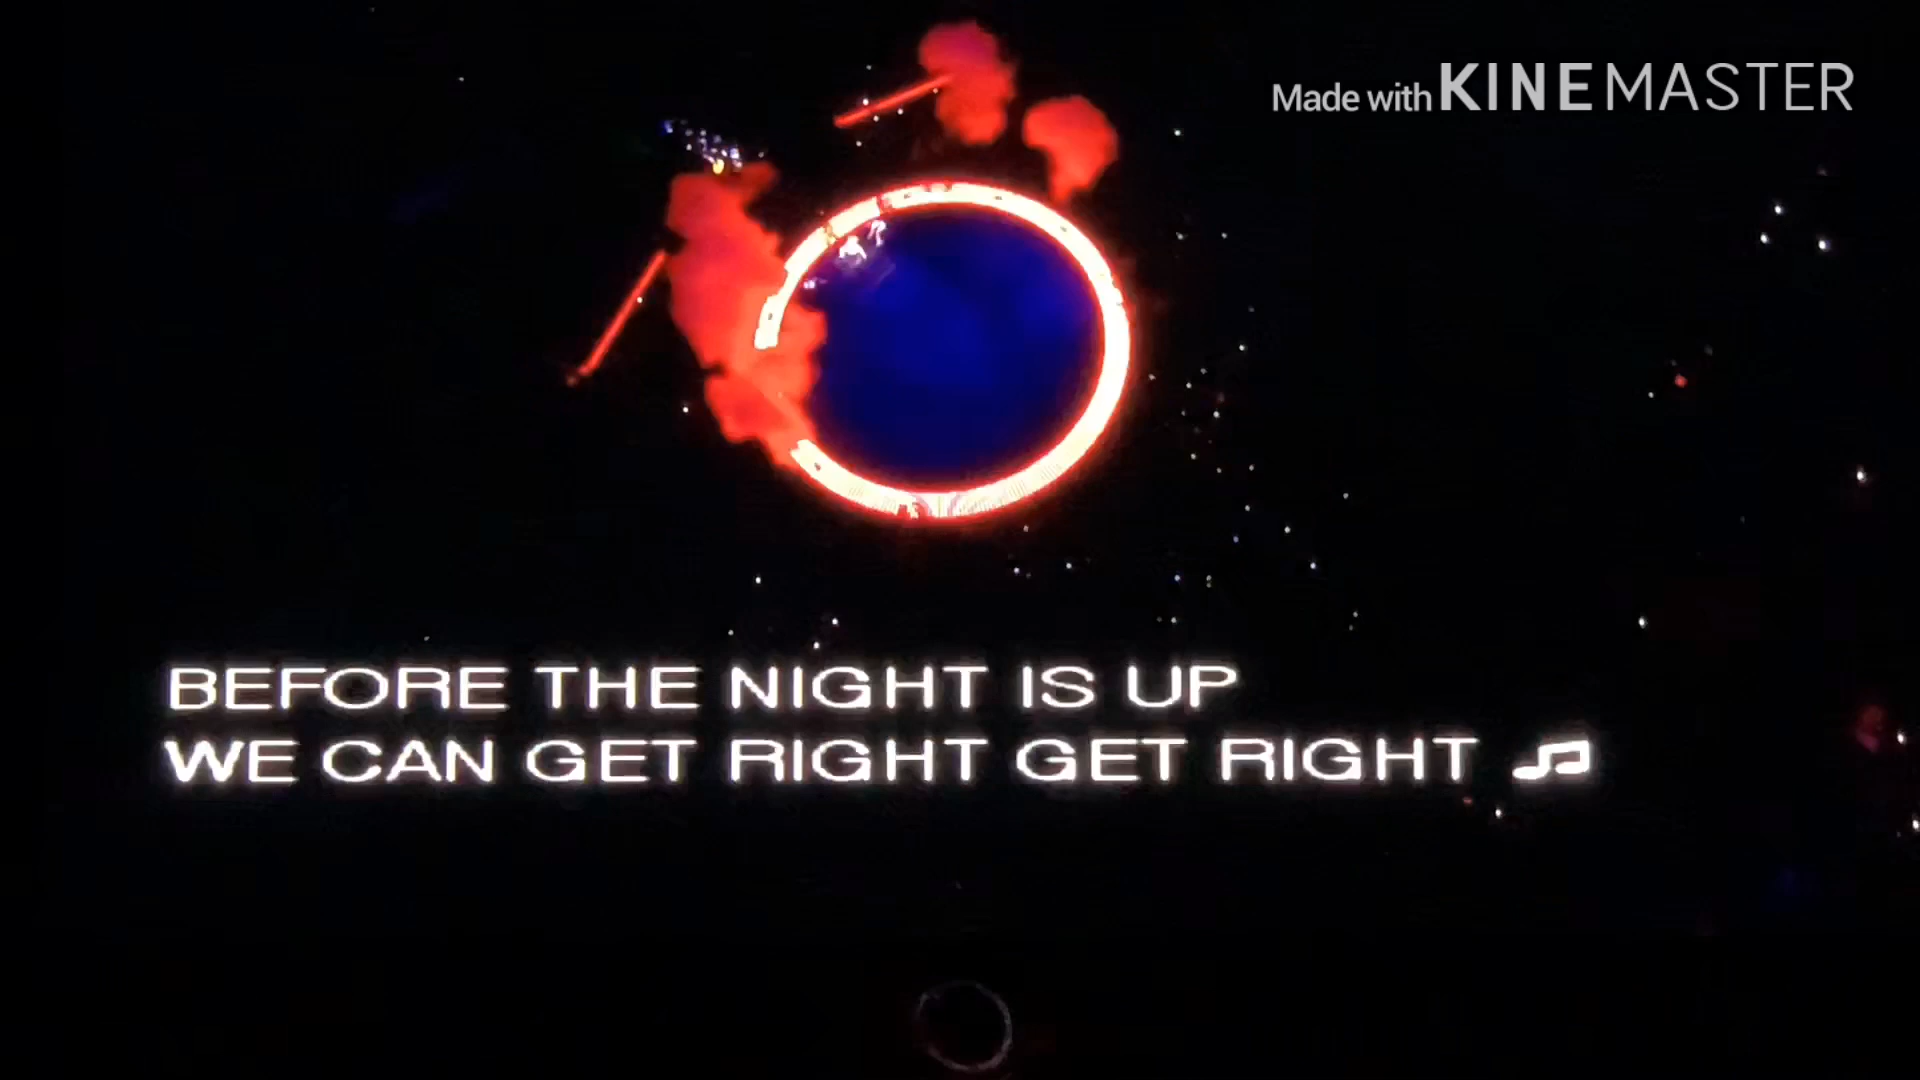 Made with KINEMASTER
BEFORE THE NIGHT IS UP
WE CAN GET RIGHT GET RIGHT ♫